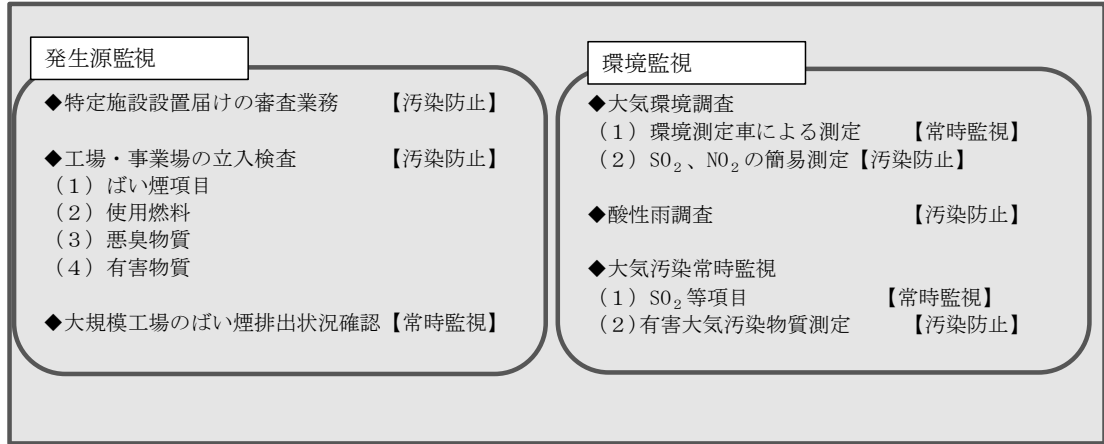 発生源監視
◆特定施設設置届けの審査業務 【汚染防止】
◆工場・事業場の立入検査 【汚染防止】
（１）ばい煙項目
（２）使用燃料
（３）悪臭物質
（４）有害物質
◆大規模工場のばい煙排出状況確認【常時監視】
環境監視
◆大気環境調査
（１）環境測定車による測定 【常時監視】
（２）SO₂、NO₂の簡易測定【汚染防止】
◆酸性雨調査 【汚染防止】
◆大気汚染常時監視
（１）SO₂等項目 【常時監視】
（２）有害大気汚染物質測定 【汚染防止】